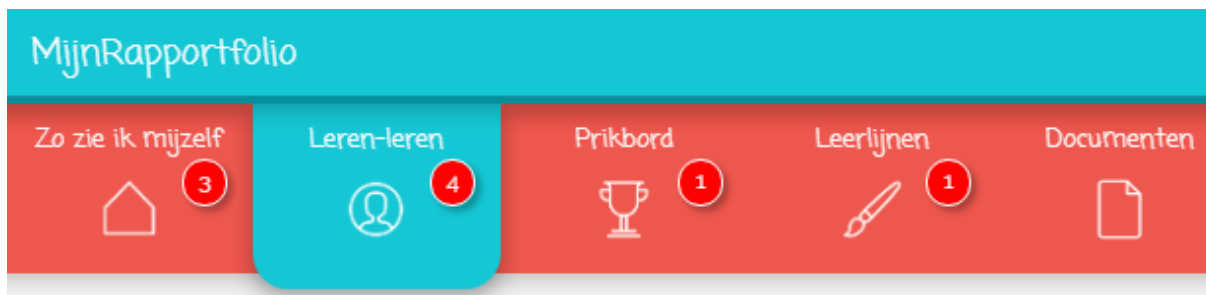 MijnRapportfolio
Zo zie ik mijzelf Leren-leren Prikbord Leerlijnen Documenten
3 4 1 1